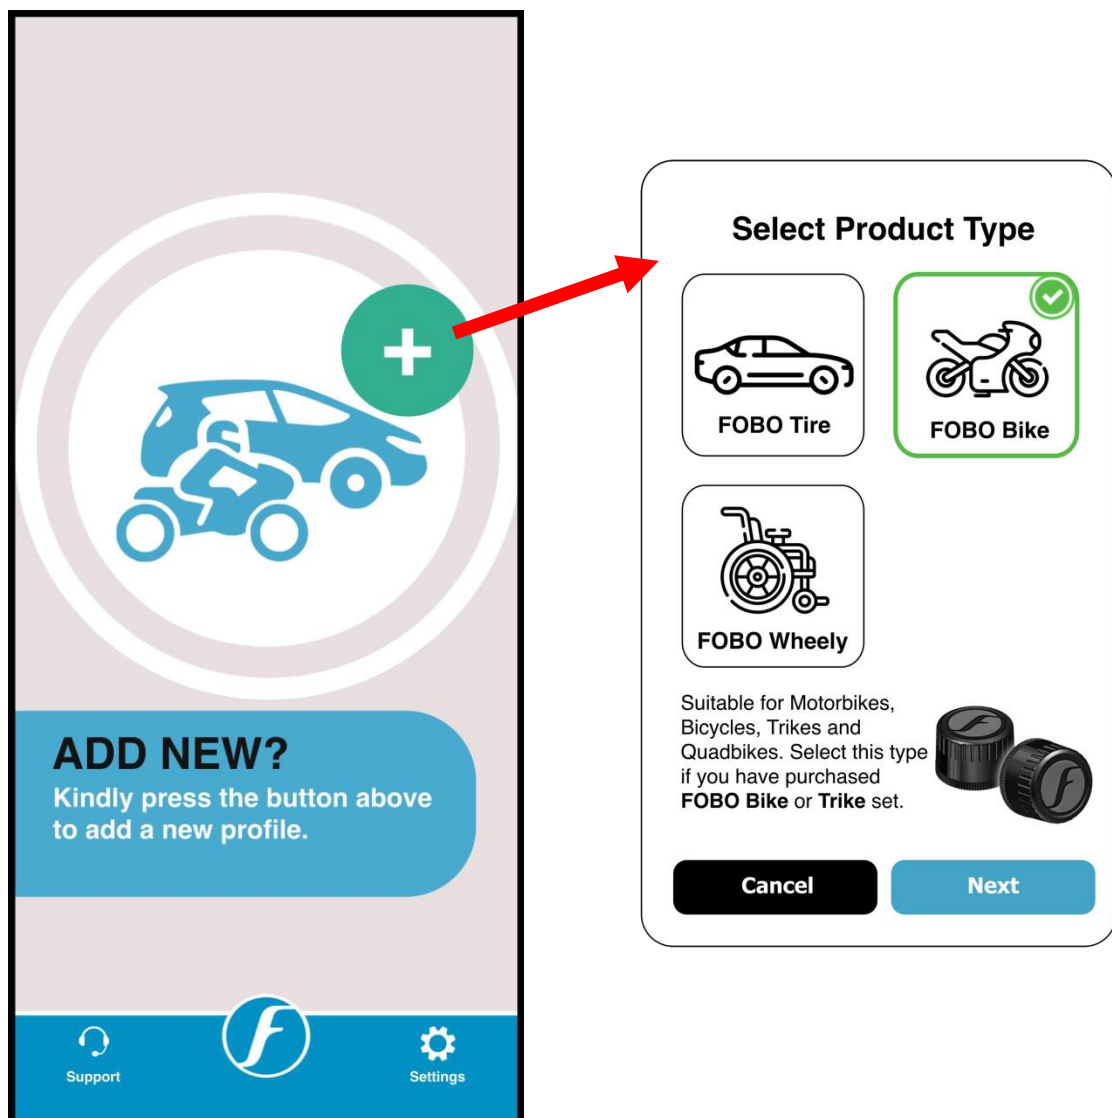 ADD NEW?
Kindly press the button above
to add a new profile.
Support
Settings
Select Product Type
FOBO Tire
FOBO Bike
FOBO Wheely
Suitable for Motorbikes,
Bicycles, Trikes and
Quadbikes. Select this type
if you have purchased
FOBO Bike or Trike set.
Cancel
Next